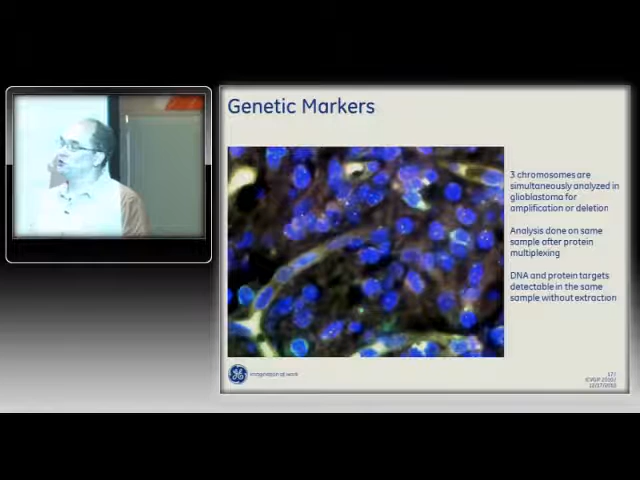 Genetic Markers
3 chromosomes are
simultaneously analyzed in
glioblastoma for
amplification or deletion
Analysis done on same
sample after protein
multiplexing
DNA and protein targets
detectable in the same
sample without extraction
imagination at work